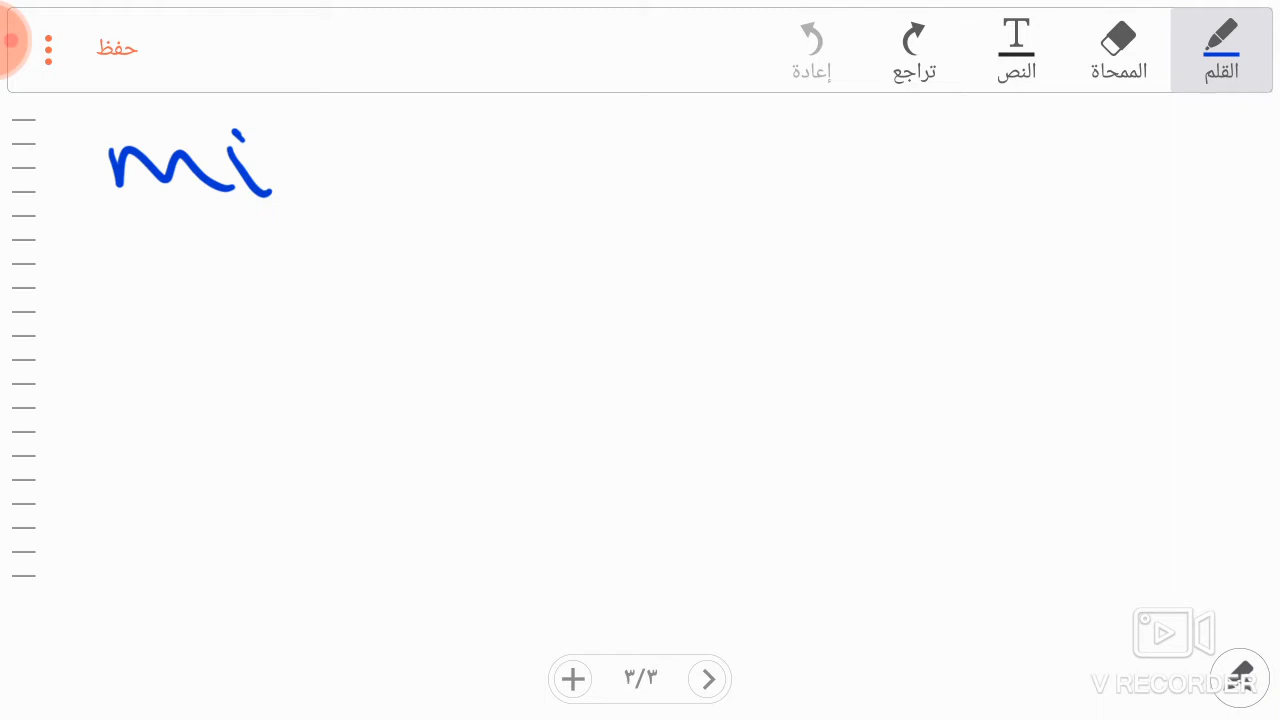 حفظ
إعادة
تراجع
النص
الممحاة
القلم
mi
٣/٣
V RECORDER